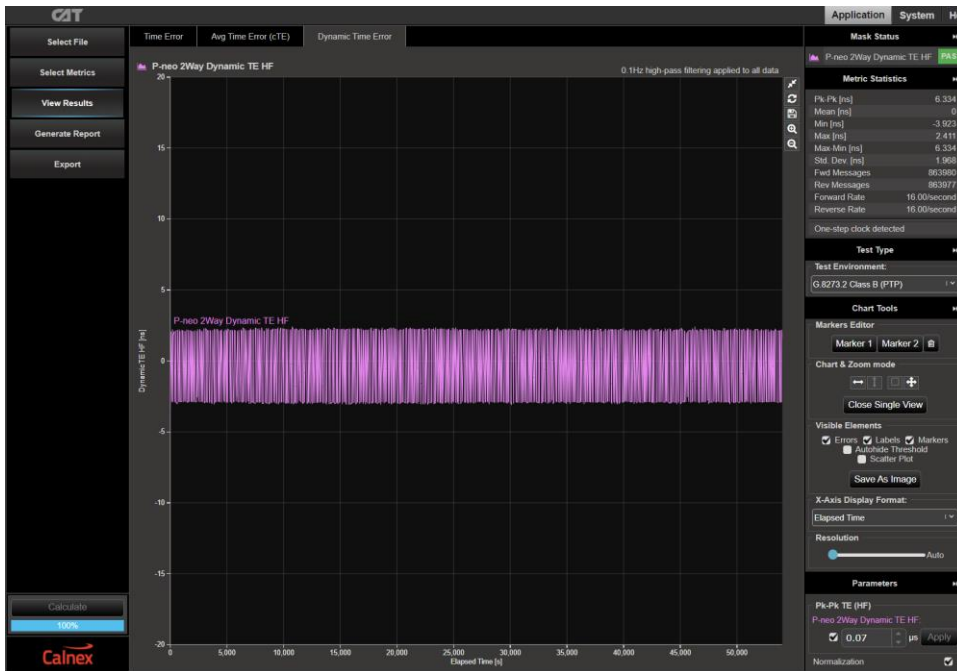 CAT
Application System
Select File
Select Metrics
View Results
Generate Report
Export
Calculate
100%
Calnex
Time Error Avg Time Error (cTE) Dynamic Time Error
P-neo 2Way Dynamic TE HF
0.1Hz high-pass filtering applied to all data
20
15
10
5
0
-5
-10
-15
-20
DynamicTE HF [ns]
P-neo 2Way Dynamic TE HF
0 5,000 10,000 15,000 20,000 25,000 30,000 35,000 40,000 45,000 50,000
Elapsed Time [s]
Mask Status
P-neo 2Way Dynamic TE HF PAS
Metric Statistics
Pk-Pk [ns] 6.334
Mean [ns] 0
Min [ns] -3.923
Max [ns] 2.411
Max-Min [ns] 6.334
Std. Dev. [ns] 1.968
Fwd Messages 863980
Rev Messages 863977
Forward Rate 16.00/second
Reverse Rate 16.00/second
One-step clock detected
Test Type
Test Environment:
G.8273.2 Class B (PTP)
Chart Tools
Markers Editor
Marker 1 Marker 2
Chart & Zoom mode
Close Single View
Visible Elements
Errors Labels Markers
Autohide Threshold
Scatter Plot
Save As Image
X-Axis Display Format:
Elapsed Time
Resolution
Auto
Parameters
Pk-Pk TE (HF)
P-neo 2Way Dynamic TE HF:
0.07 µs Apply
Normalization